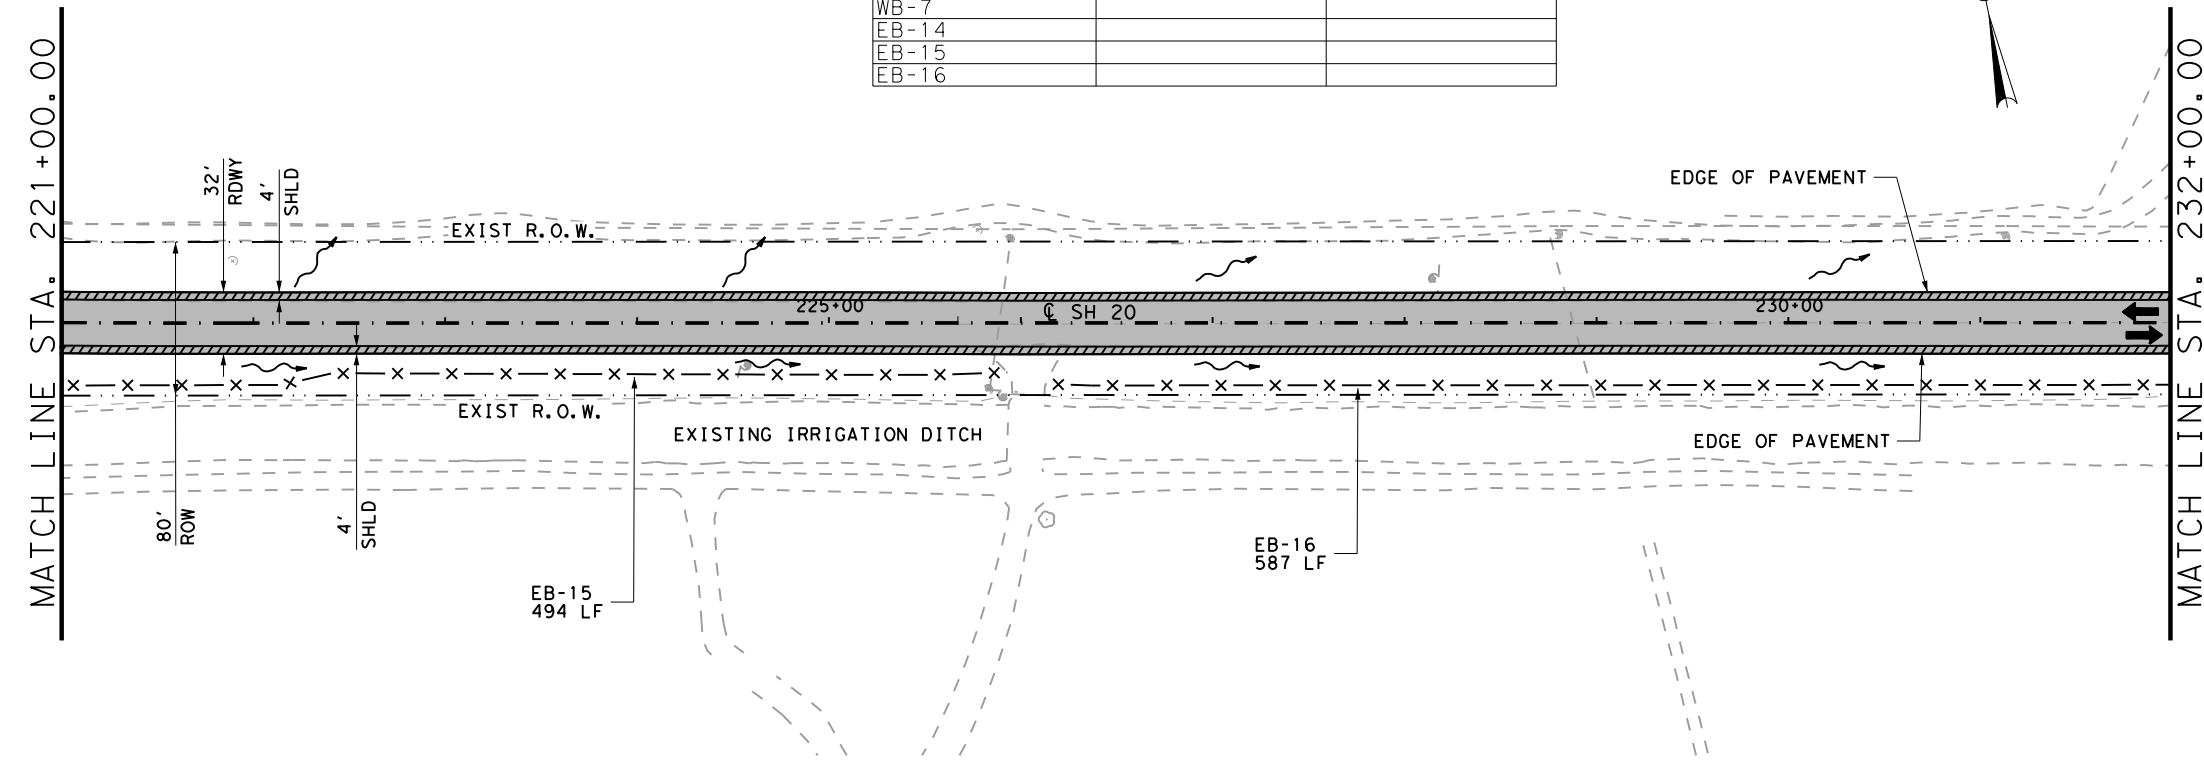 WB-7
EB-14
EB-15
EB-16
MATCH LINE STA. 221+00.00
MATCH LINE STA. 232+00.00
32'
RDWY
4'
SHLD
EDGE OF PAVEMENT
EXIST R.O.W.
225+00
℄ SH 20
230+00
EXIST R.O.W.
EXISTING IRRIGATION DITCH
EDGE OF PAVEMENT
80'
ROW
4'
SHLD
EB-16
587 LF
EB-15
494 LF